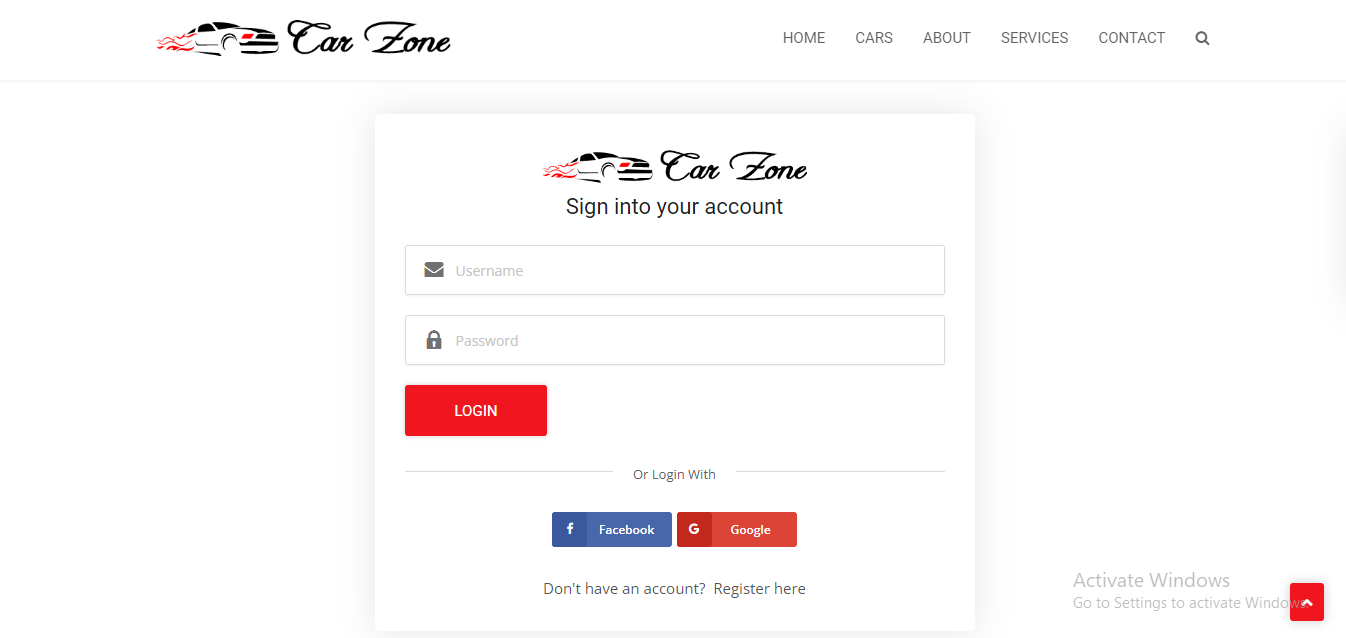 Car Zone
HOME CARS ABOUT SERVICES CONTACT
Car Zone
Sign into your account
Username
Password
LOGIN
Or Login With
f Facebook G Google
Don't have an account? Register here
Activate Windows
Go to Settings to activate Windows.